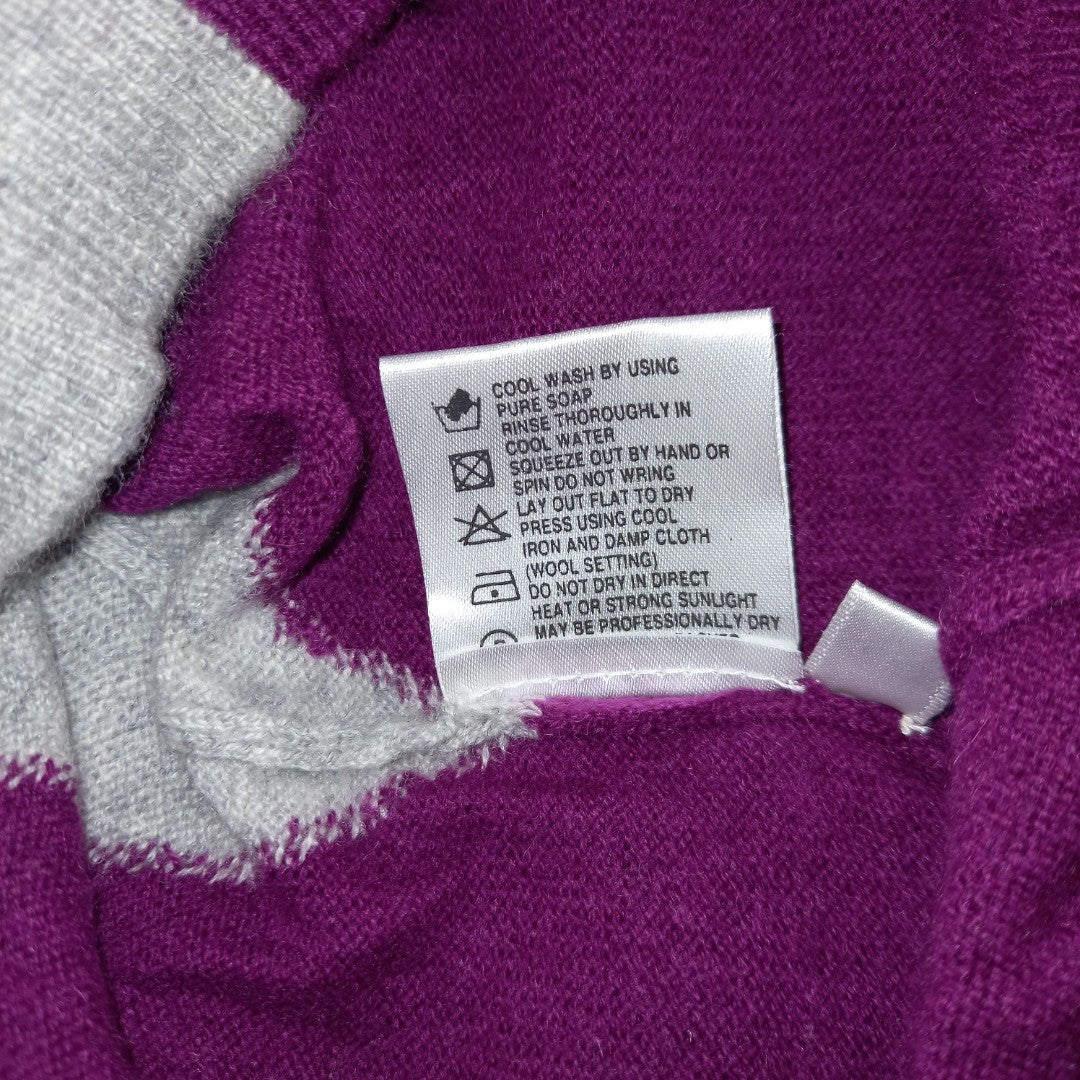 COOL WASH BY USING
PURE SOAP
RINSE THOROUGHLY IN
COOL WATER
SQUEEZE OUT BY HAND OR
SPIN DO NOT WRING
LAY OUT FLAT TO DRY
PRESS USING COOL
IRON AND DAMP CLOTH
(WOOL SETTING)
DO NOT DRY IN DIRECT
HEAT OR STRONG SUNLIGHT
MAY BE PROFESSIONALLY DRY